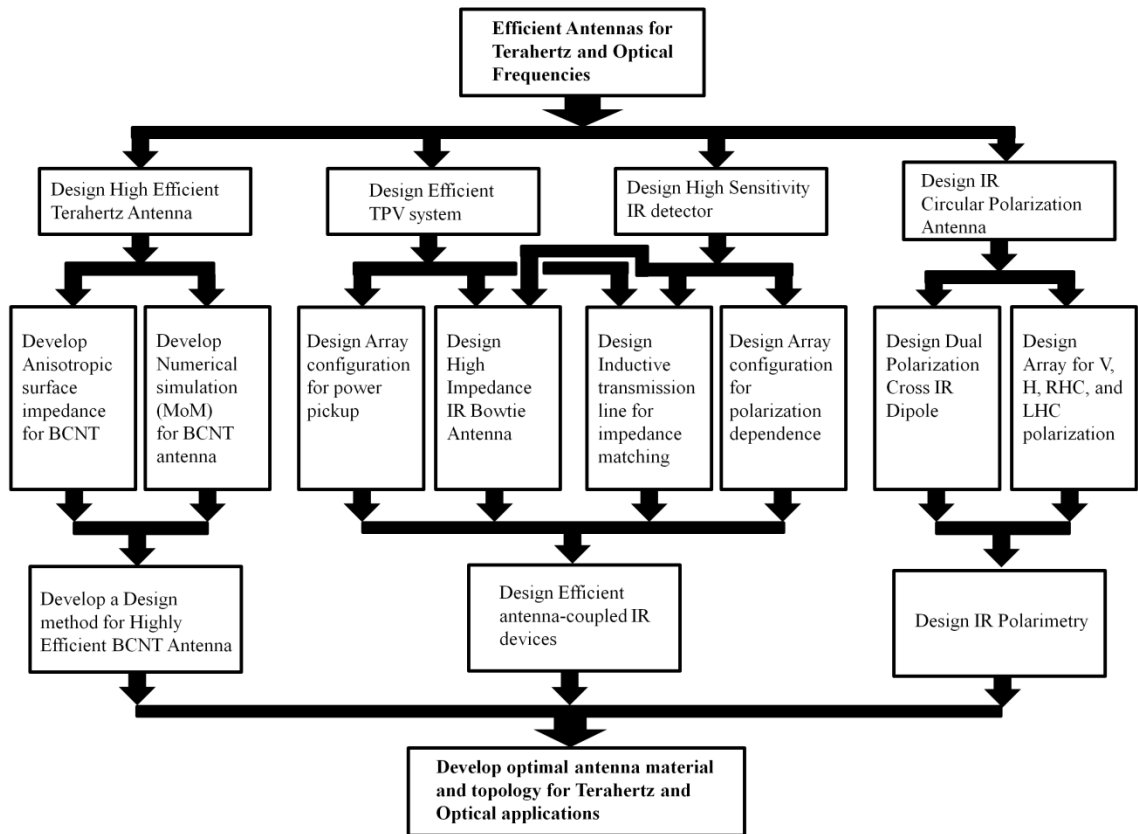 Efficient Antennas for
Terahertz and Optical
Frequencies
Design High Efficient
Terahertz Antenna
Design Efficient
TPV system
Design High Sensitivity
IR detector
Design IR
Circular Polarization
Antenna
Develop
Anisotropic
surface
impedance
for BCNT
Develop
Numerical
simulation
(MoM)
for BCNT
antenna
Design Array
configuration
for power
pickup
Design
High
Impedance
IR Bowtie
Antenna
Design
Inductive
transmission
line for
impedance
matching
Design Array
configuration
for
polarization
dependence
Design Dual
Polarization
Cross IR
Dipole
Design
Array for V,
H, RHC, and
LHC
polarization
Develop a Design
method for Highly
Efficient BCNT Antenna
Design Efficient
antenna-coupled IR
devices
Design IR Polarimetry
Develop optimal antenna material
and topology for Terahertz and
Optical applications